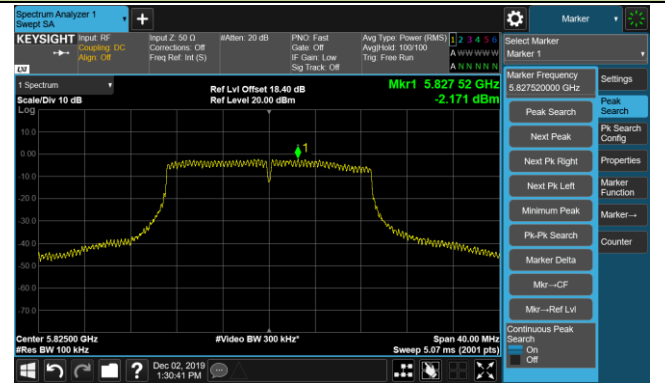 Spectrum Analyzer 1
Swept SA
Marker
KEYSIGHT
Input: RF
Coupling: DC
Align: Off
Input Z: 50 Ω
Corrections: Off
Freq Ref: Int (S)
#Atten: 20 dB
PNO: Fast
Gate: Off
IF Gain: Low
Sig Track: Off
Avg Type: Power (RMS)
Avg|Hold: 100/100
Trig: Free Run
1 2 3 4 5 6
A W W W W W
A N N N N N
LXI
Select Marker
Marker 1
1 Spectrum
Scale/Div 10 dB
Log
Ref Lvl Offset 18.40 dB
Ref Level 20.00 dBm
Mkr1 5.827 52 GHz
-2.171 dBm
10.0
0.00
-10.0
-20.0
-30.0
-40.0
-50.0
-60.0
-70.0
1
Center 5.82500 GHz
#Res BW 100 kHz
#Video BW 300 kHz*
Span 40.00 MHz
Sweep 5.07 ms (2001 pts)
Marker Frequency
5.827520000 GHz
Peak Search
Next Peak
Next Pk Right
Next Pk Left
Minimum Peak
Pk-Pk Search
Marker Delta
Mkr→CF
Mkr→Ref Lvl
Continuous Peak
Search
On
Off
Settings
Peak
Search
Pk Search
Config
Properties
Marker
Function
Marker→
Counter
?
Dec 02, 2019
1:30:41 PM